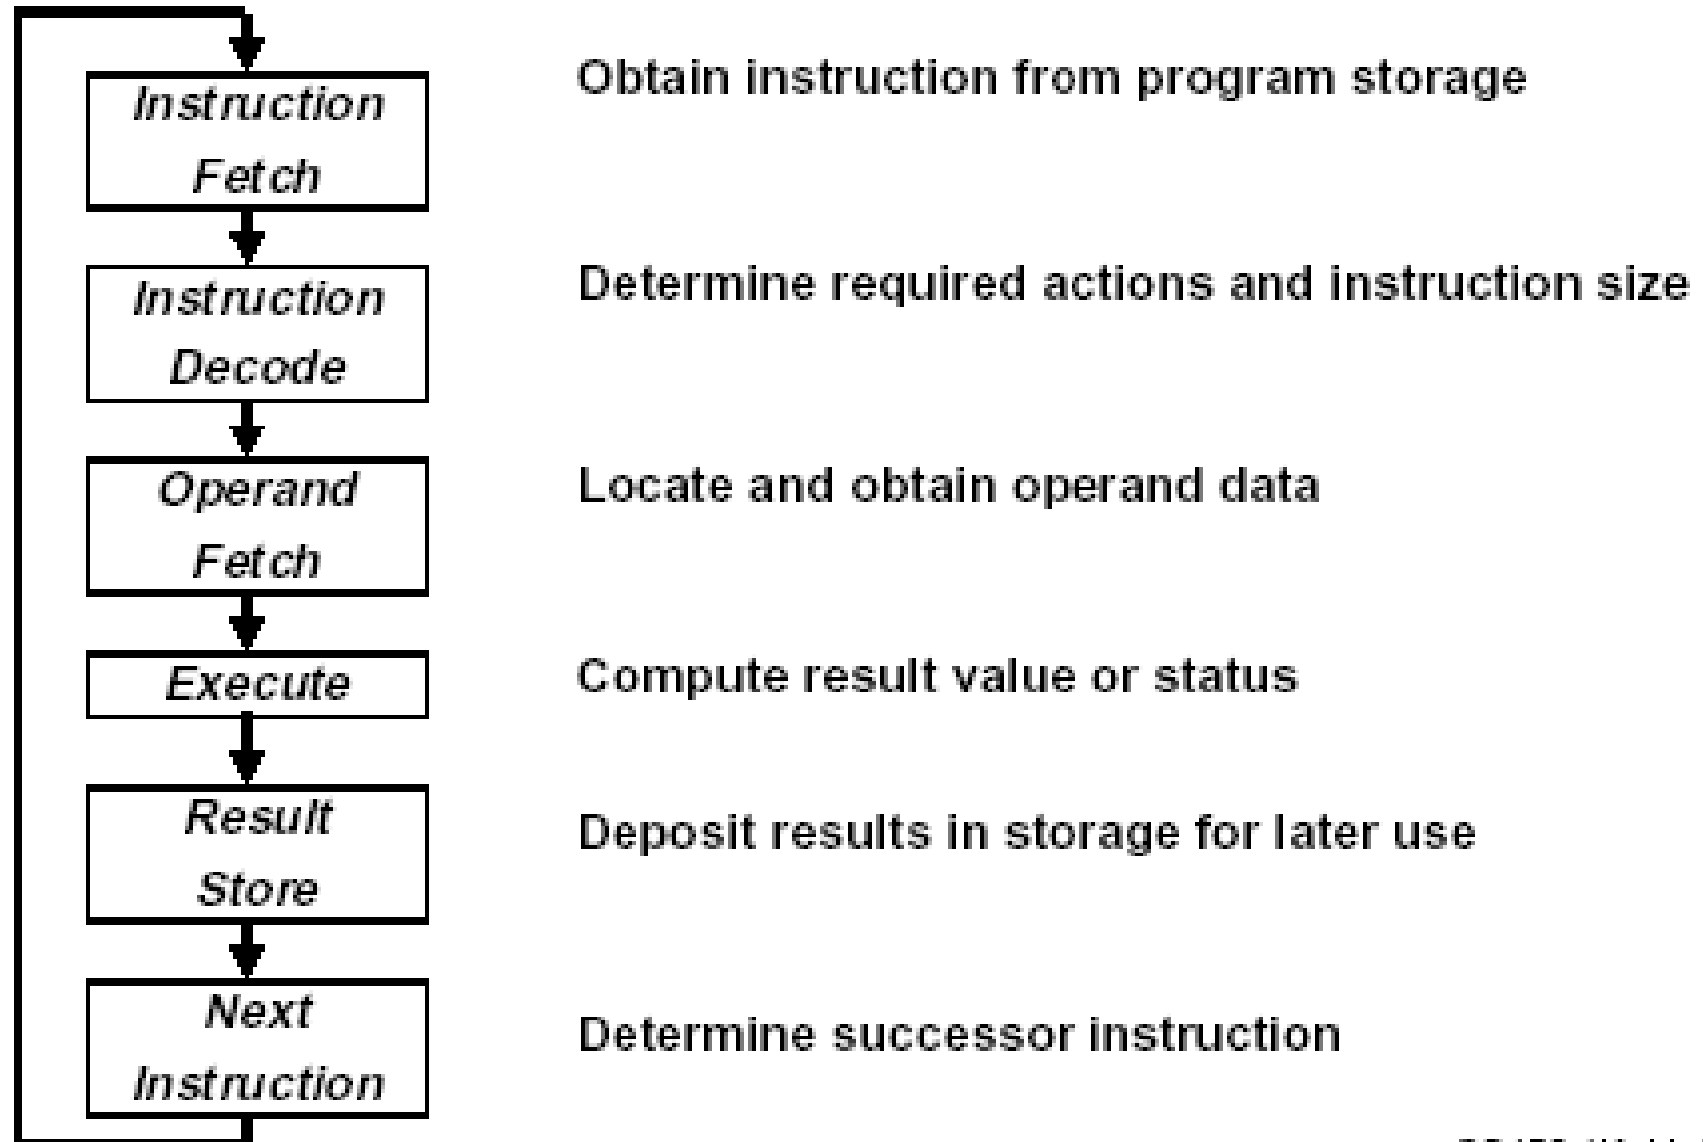 Instruction
Fetch
Obtain instruction from program storage
Instruction
Decode
Determine required actions and instruction size
Operand
Fetch
Locate and obtain operand data
Execute
Compute result value or status
Result
Store
Deposit results in storage for later use
Next
Instruction
Determine successor instruction